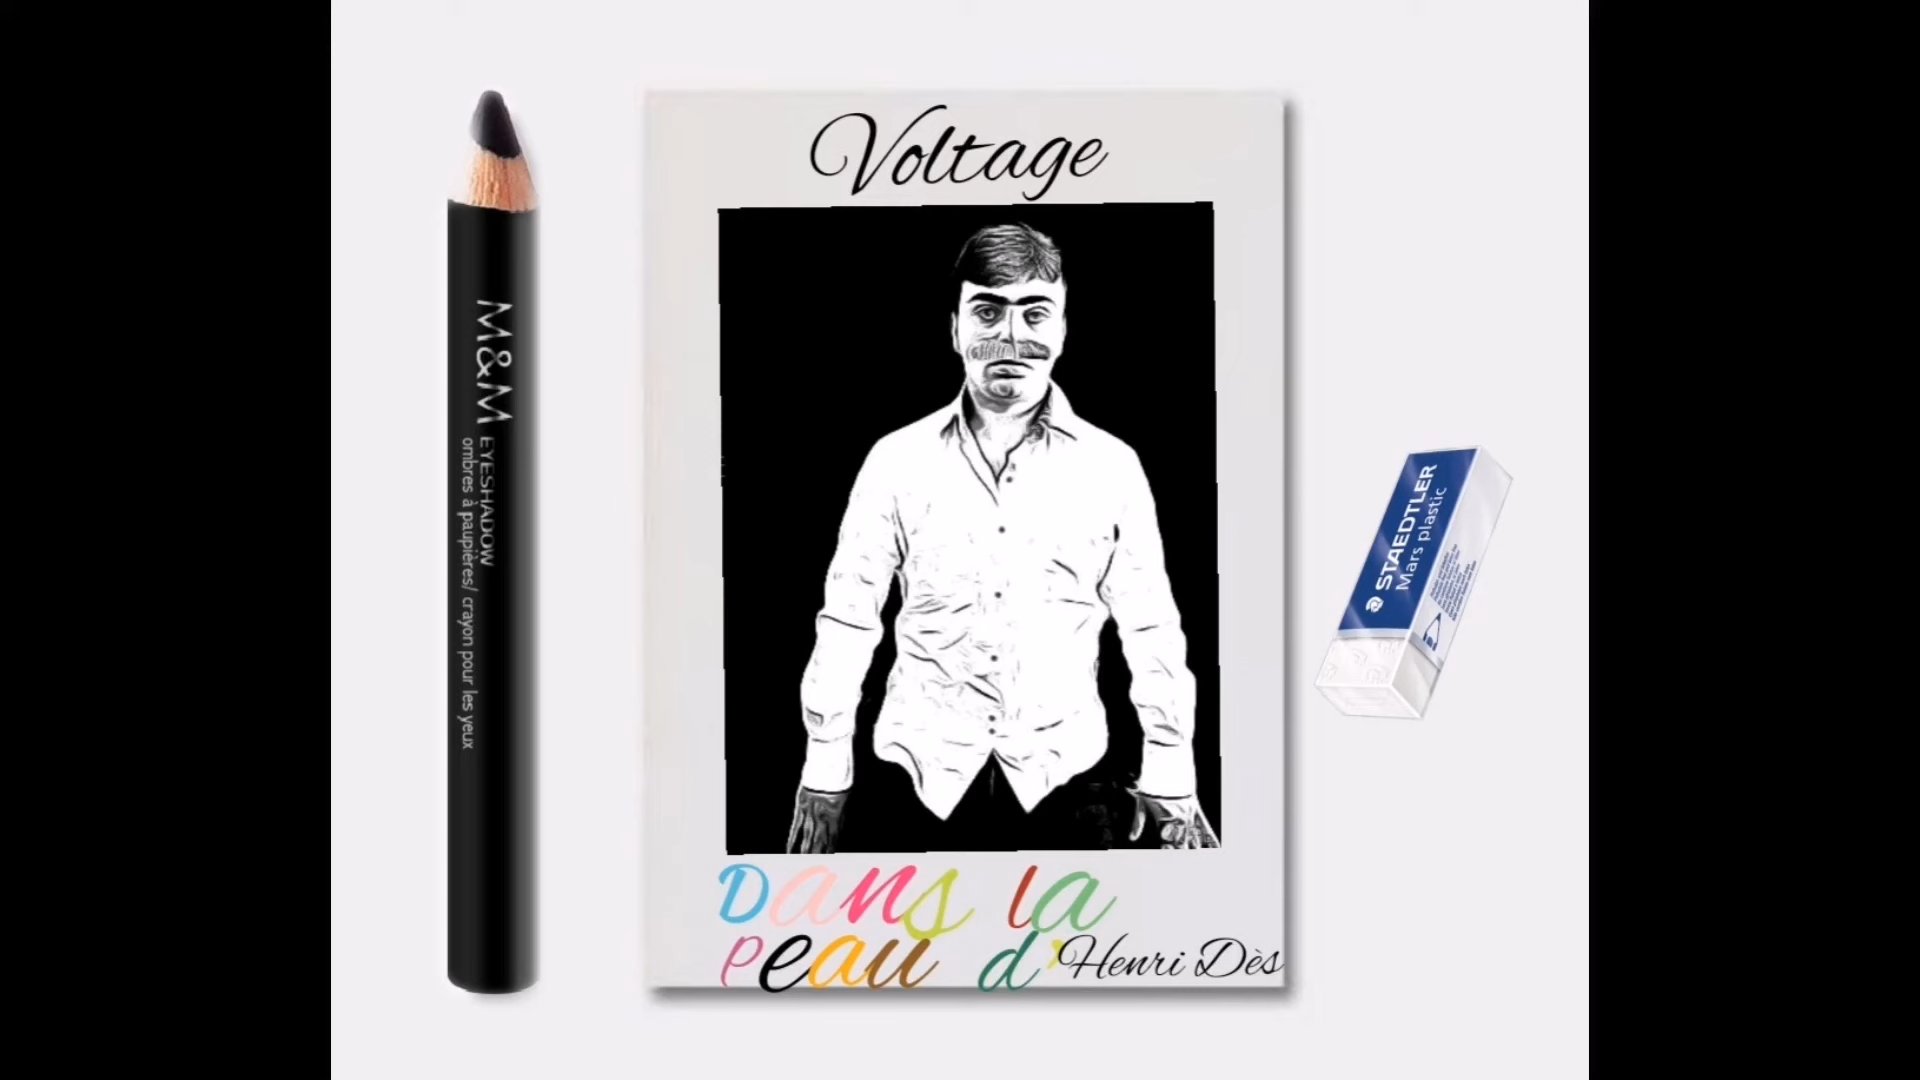 Voltage
M&M EYESHADOW
ombres à paupières/ crayon pour les yeux
STAEDTLER
Mars plastic
Dans la
peau d'Henri Dès